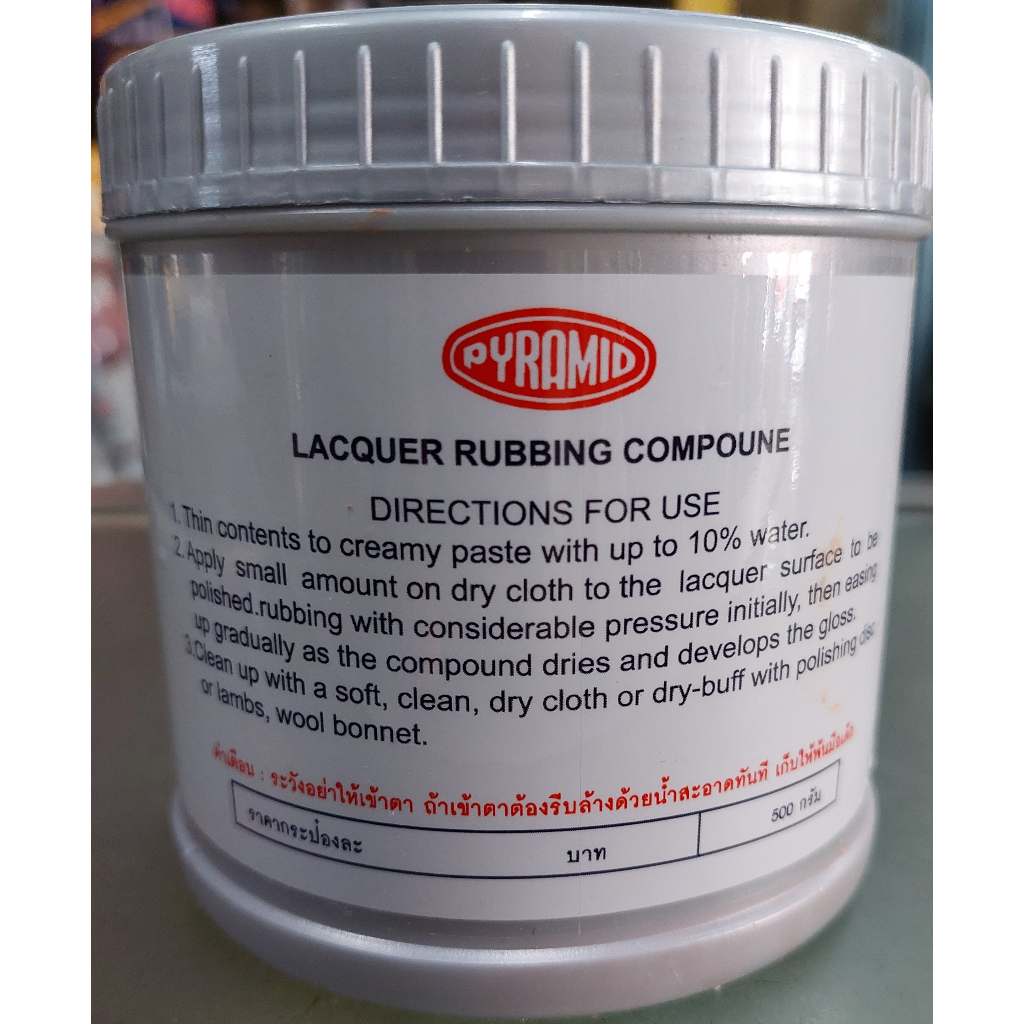 PYRAMID
LACQUER RUBBING COMPOUNE
DIRECTIONS FOR USE
1. Thin contents to creamy paste with up to 10% water.
2. Apply small amount on dry cloth to the lacquer surface to be
polished.rubbing with considerable pressure initially, then easing
up gradually as the compound dries and develops the gloss.
3.Clean up with a soft, clean, dry cloth or dry-buff with polishing disc
or lambs, wool bonnet.
คำเตือน : ระวังอย่าให้เข้าตา ถ้าเข้าตาต้องรีบล้างด้วยน้ำสะอาดทันที เก็บให้พ้นมือเด็ก
ราคากระป๋องละ บาท 500 กรัม